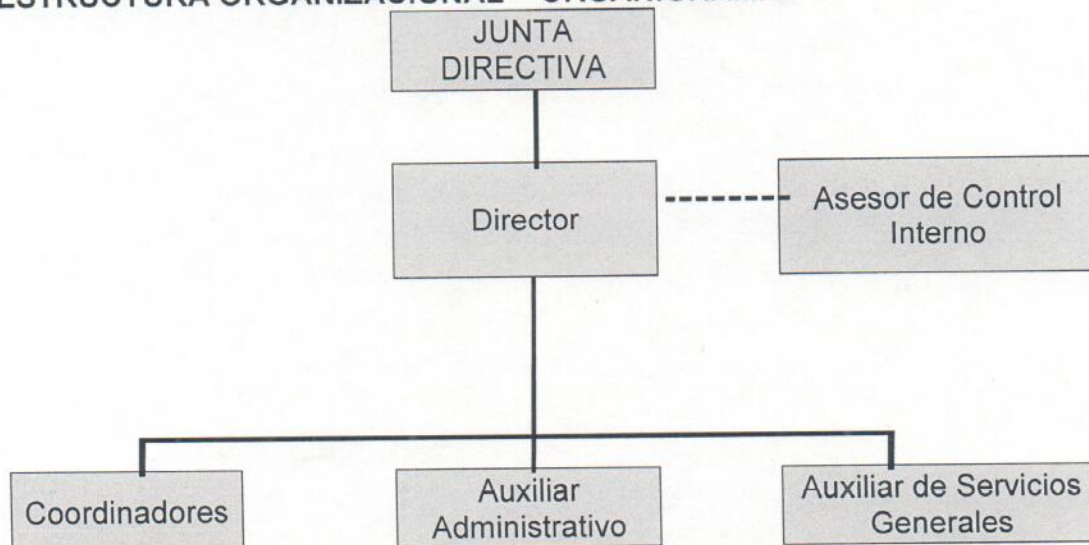 JUNTA
DIRECTIVA
Director
Asesor de Control
Interno
Coordinadores
Auxiliar
Administrativo
Auxiliar de Servicios
Generales